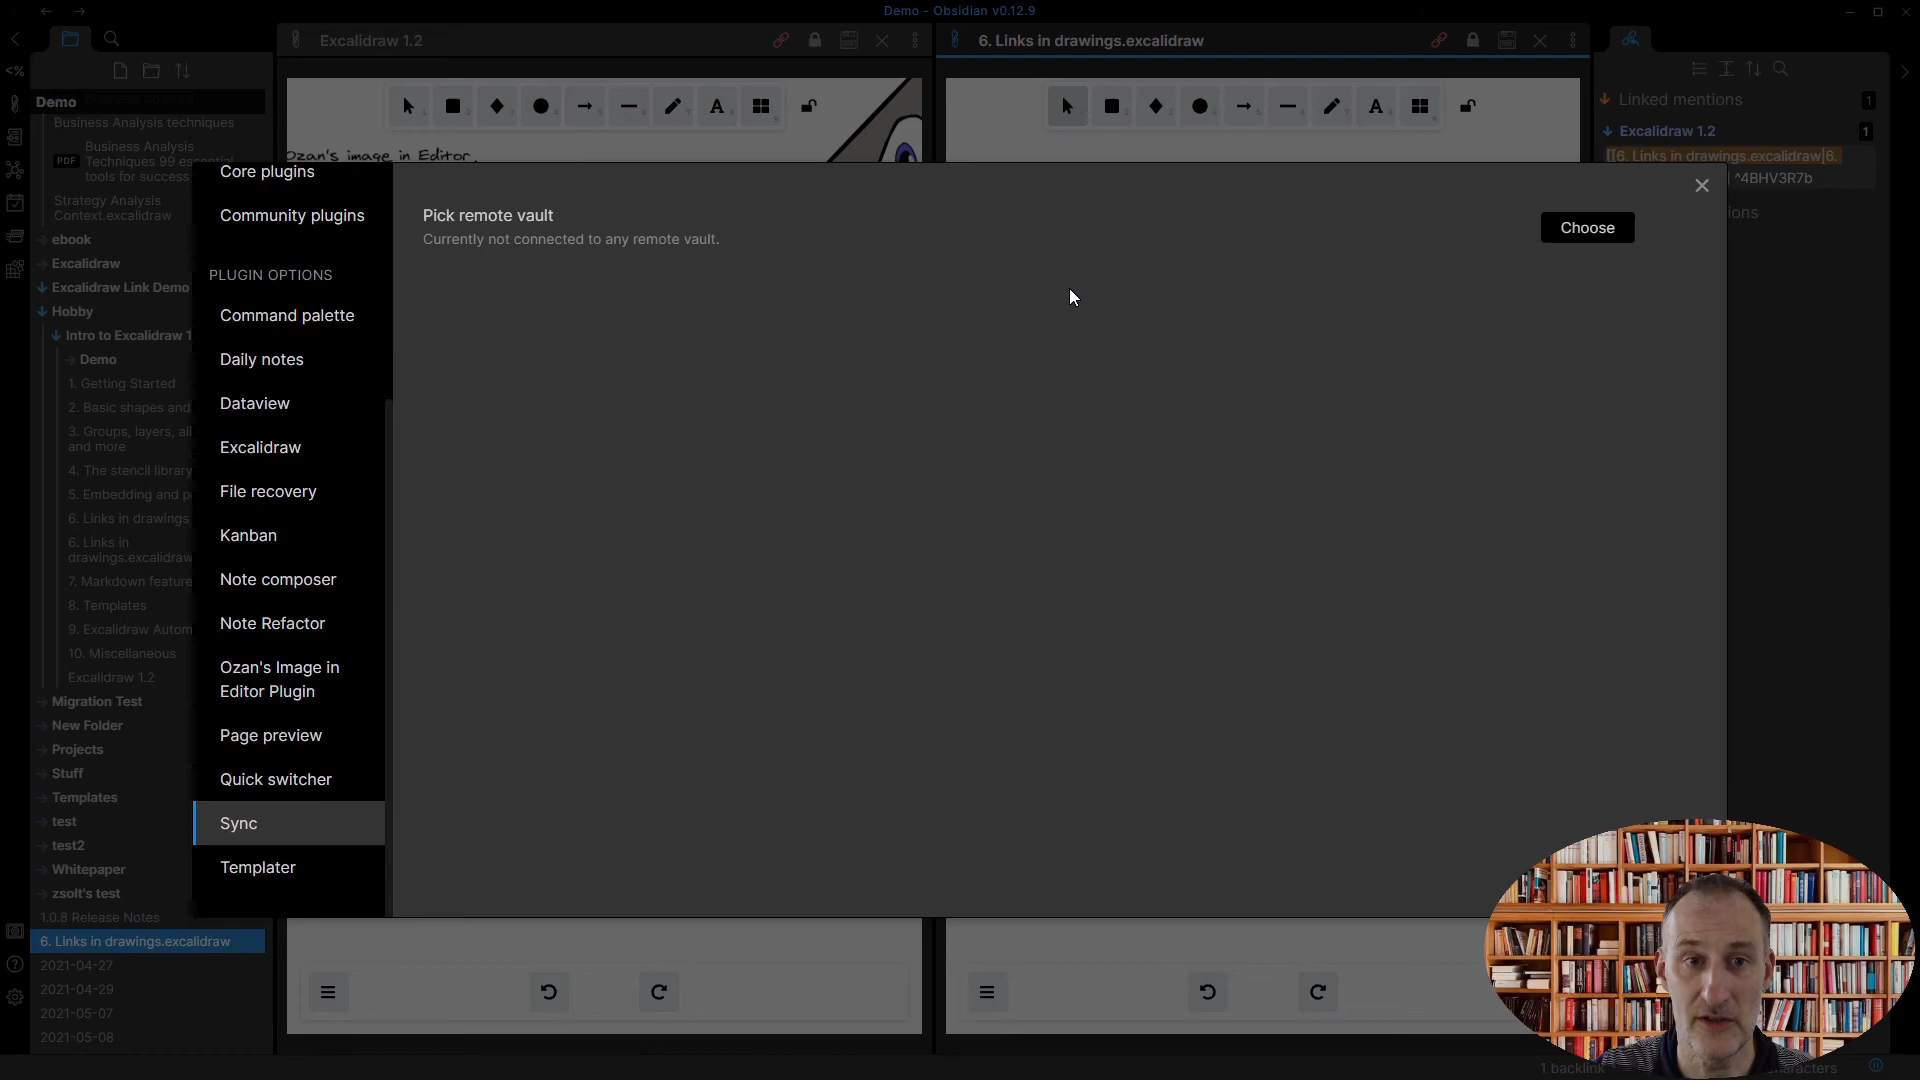 Demo - Obsidian v0.12.9
Excalidraw 1.2
6. Links in drawings.excalidraw
Demo
Business Analysis techniques
PDF
Business Analysis
Techniques 99 essential
tools for success
Strategy Analysis
Context.excalidraw
ebook
Excalidraw
Excalidraw Link Demo
Hobby
Intro to Excalidraw 1
Demo
1. Getting Started
2. Basic shapes and
3. Groups, layers, ali
and more
4. The stencil library
5. Embedding and p
6. Links in drawings
6. Links in
drawings.excalidraw
7. Markdown feature
8. Templates
9. Excalidraw Autom
10. Miscellaneous
Excalidraw 1.2
Migration Test
New Folder
Projects
Stuff
Templates
test
test2
Whitepaper
zsolt's test
1.0.8 Release Notes
6. Links in drawings.excalidraw
2021-04-27
2021-04-29
2021-05-07
2021-05-08
Ozan's image in Editor
Core plugins
Community plugins
PLUGIN OPTIONS
Command palette
Daily notes
Dataview
Excalidraw
File recovery
Kanban
Note composer
Note Refactor
Ozan's Image in
Editor Plugin
Page preview
Quick switcher
Sync
Templater
Pick remote vault
Currently not connected to any remote vault.
Choose
Linked mentions
1
Excalidraw 1.2
1
[[6. Links in drawings.excalidraw|6.
^4BHV3R7b
ions
1 backlink
haracters